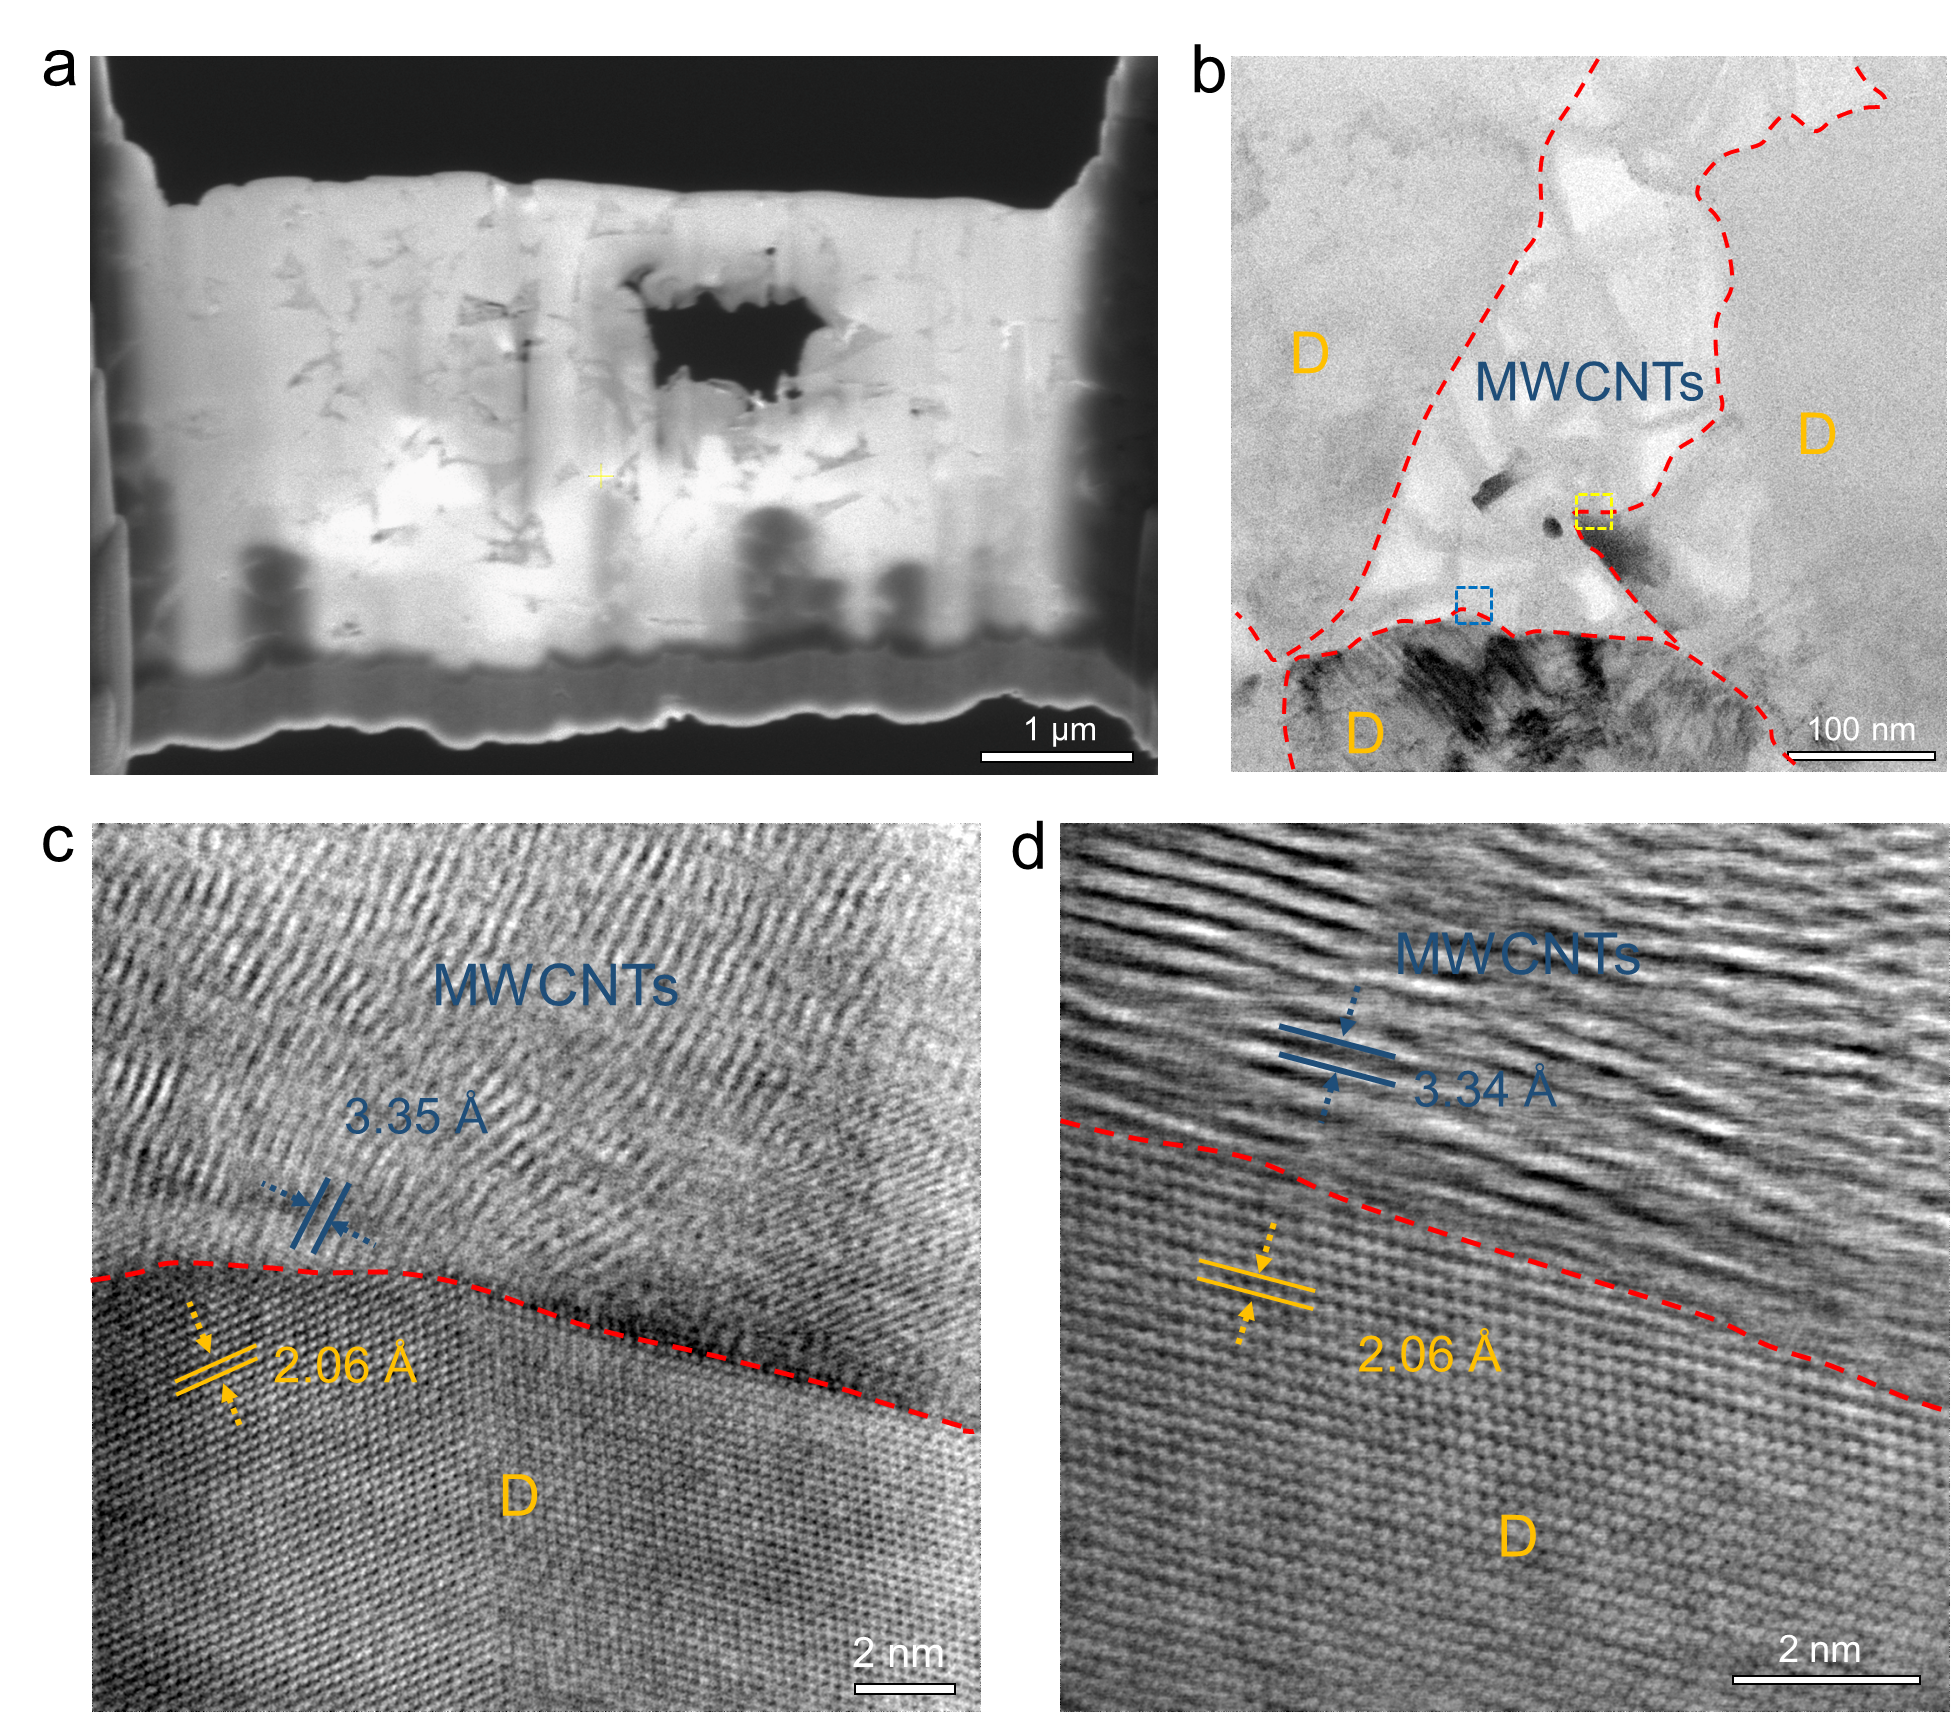 a
1 μm
b
D
MWCNTs
D
D
100 nm
c
MWCNTs
3.35 Å
2.06 Å
D
2 nm
d
MWCNTs
3.34 Å
2.06 Å
D
2 nm